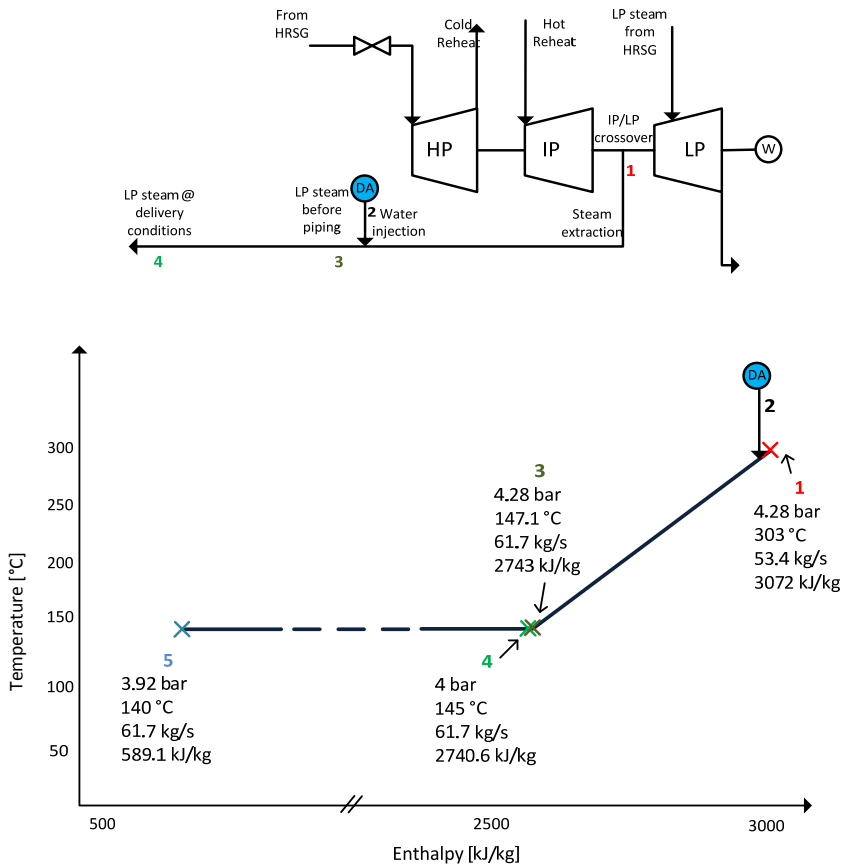 From
HRSG
Cold
Reheat
Hot
Reheat
LP steam
from
HRSG
HP
IP
IP/LP
crossover
LP
W
1
LP steam @
delivery
conditions
LP steam
before
piping
DA
2 Water
injection
Steam
extraction
4
3
DA
2
300
250
200
150
100
50
Temperature [°C]
3
4.28 bar
147.1 °C
61.7 kg/s
2743 kJ/kg
1
4.28 bar
303 °C
53.4 kg/s
3072 kJ/kg
5
3.92 bar
140 °C
61.7 kg/s
589.1 kJ/kg
4
4 bar
145 °C
61.7 kg/s
2740.6 kJ/kg
500
2500
3000
Enthalpy [kJ/kg]